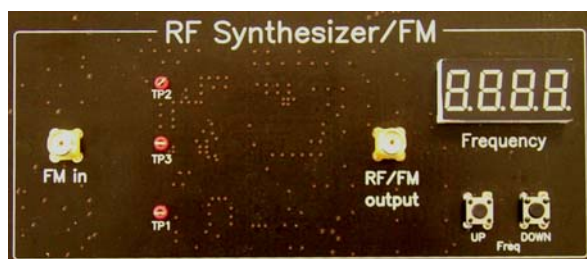 RF Synthesizer/FM
TP2
8.8.8.8
FM in
TP3
RF/FM
output
Frequency
TP1
UP
DOWN
Freq